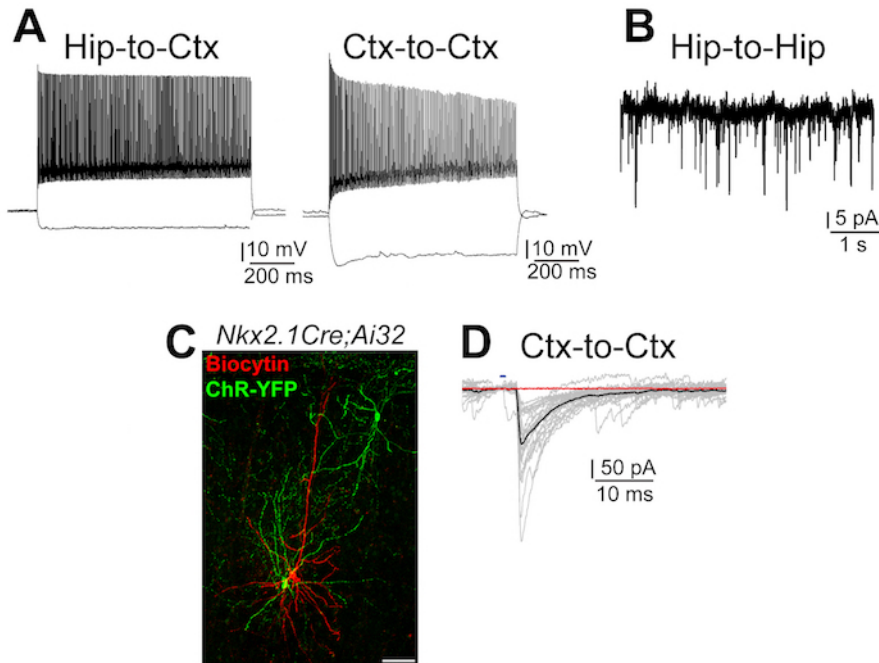 A
Hip-to-Ctx
Ctx-to-Ctx
10 mV
200 ms
10 mV
200 ms
B
Hip-to-Hip
5 pA
1 s
C
Nkx2.1Cre;Ai32
Biocytin
ChR-YFP
D
Ctx-to-Ctx
50 pA
10 ms